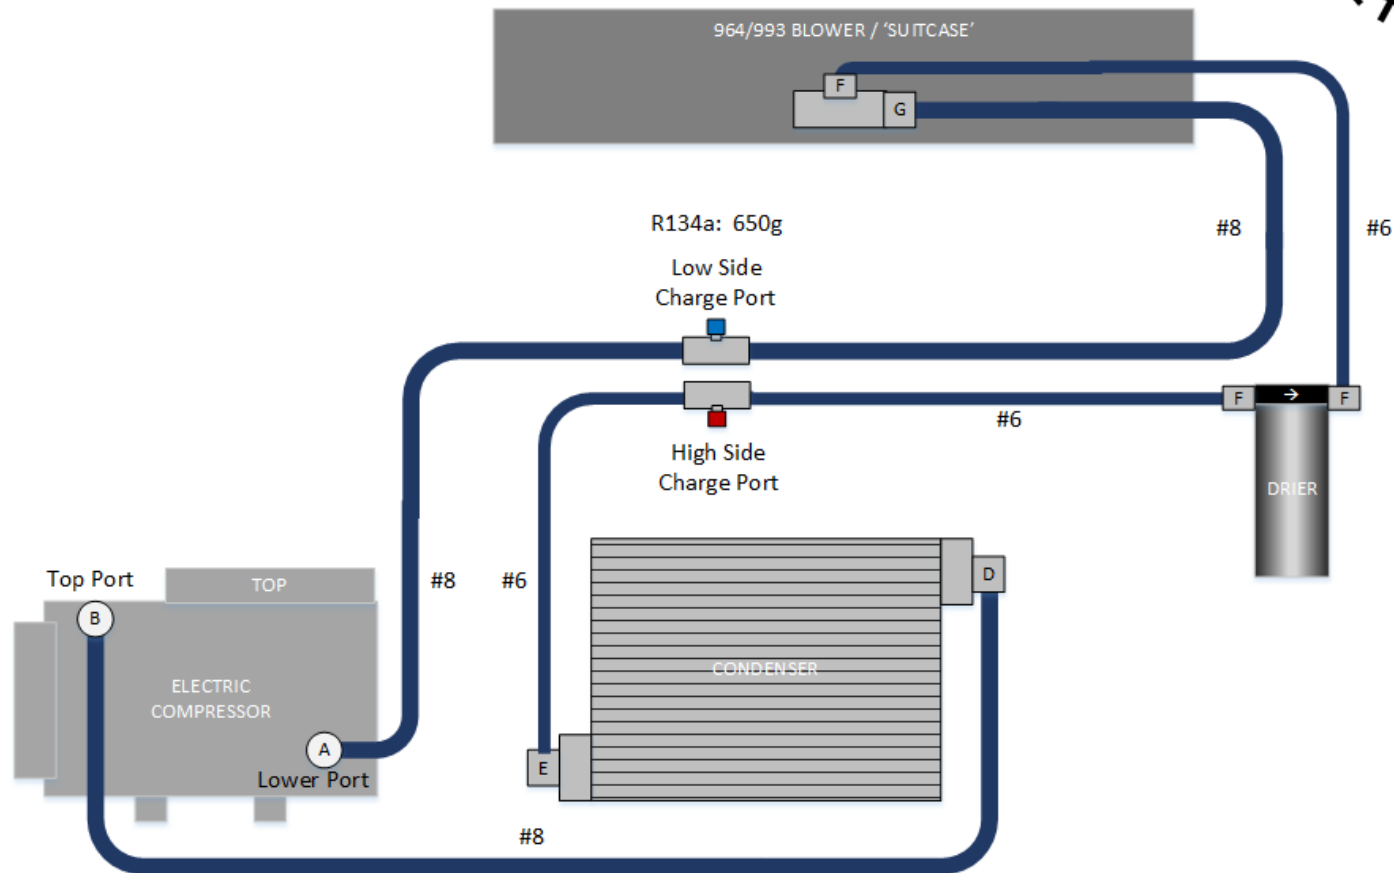 964/993 BLOWER / 'SUITCASE'
F
G
R134a: 650g
#8
#6
Low Side
Charge Port
F
→
F
#6
High Side
Charge Port
DRIER
Top Port
TOP
#8
#6
D
B
CONDENSER
ELECTRIC
COMPRESSOR
A
E
Lower Port
#8